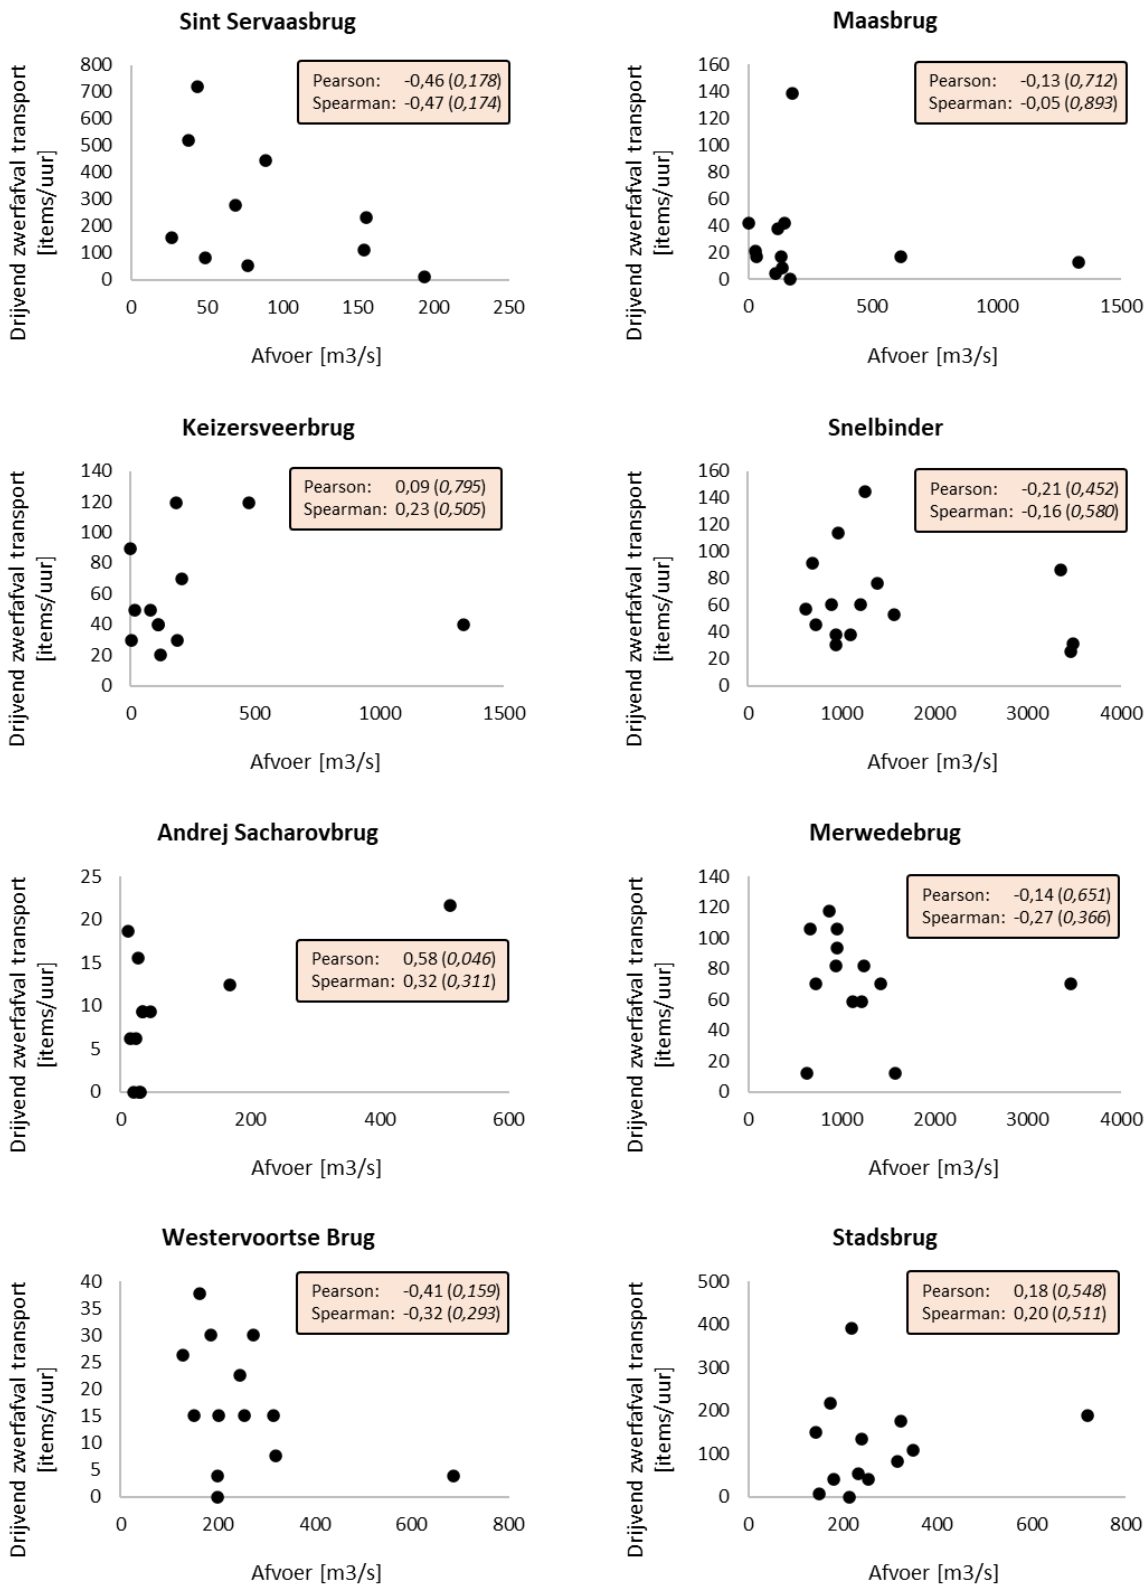 Sint Servaasbrug
Drijvend zwerfafval transport
[items/uur]
800
700
600
500
400
300
200
100
0
Pearson: -0,46 (0,178)
Spearman: -0,47 (0,174)
0 50 100 150 200 250
Afvoer [m3/s]
Maasbrug
Drijvend zwerfafval transport
[items/uur]
160
140
120
100
80
60
40
20
0
Pearson: -0,13 (0,712)
Spearman: -0,05 (0,893)
0 500 1000 1500
Afvoer [m3/s]
Keizersveerbrug
Drijvend zwerfafval transport
[items/uur]
140
120
100
80
60
40
20
0
Pearson: 0,09 (0,795)
Spearman: 0,23 (0,505)
0 500 1000 1500
Afvoer [m3/s]
Snelbinder
Drijvend zwerfafval transport
[items/uur]
160
140
120
100
80
60
40
20
0
Pearson: -0,21 (0,452)
Spearman: -0,16 (0,580)
0 1000 2000 3000 4000
Afvoer [m3/s]
Andrej Sacharovbrug
Drijvend zwerfafval transport
[items/uur]
25
20
15
10
5
0
Pearson: 0,58 (0,046)
Spearman: 0,32 (0,311)
0 200 400 600
Afvoer [m3/s]
Merwedebrug
Drijvend zwerfafval transport
[items/uur]
140
120
100
80
60
40
20
0
Pearson: -0,14 (0,651)
Spearman: -0,27 (0,366)
0 1000 2000 3000 4000
Afvoer [m3/s]
Westervoortse Brug
Drijvend zwerfafval transport
[items/uur]
40
35
30
25
20
15
10
5
0
Pearson: -0,41 (0,159)
Spearman: -0,32 (0,293)
0 200 400 600 800
Afvoer [m3/s]
Stadsbrug
Drijvend zwerfafval transport
[items/uur]
500
400
300
200
100
0
Pearson: 0,18 (0,548)
Spearman: 0,20 (0,511)
0 200 400 600 800
Afvoer [m3/s]